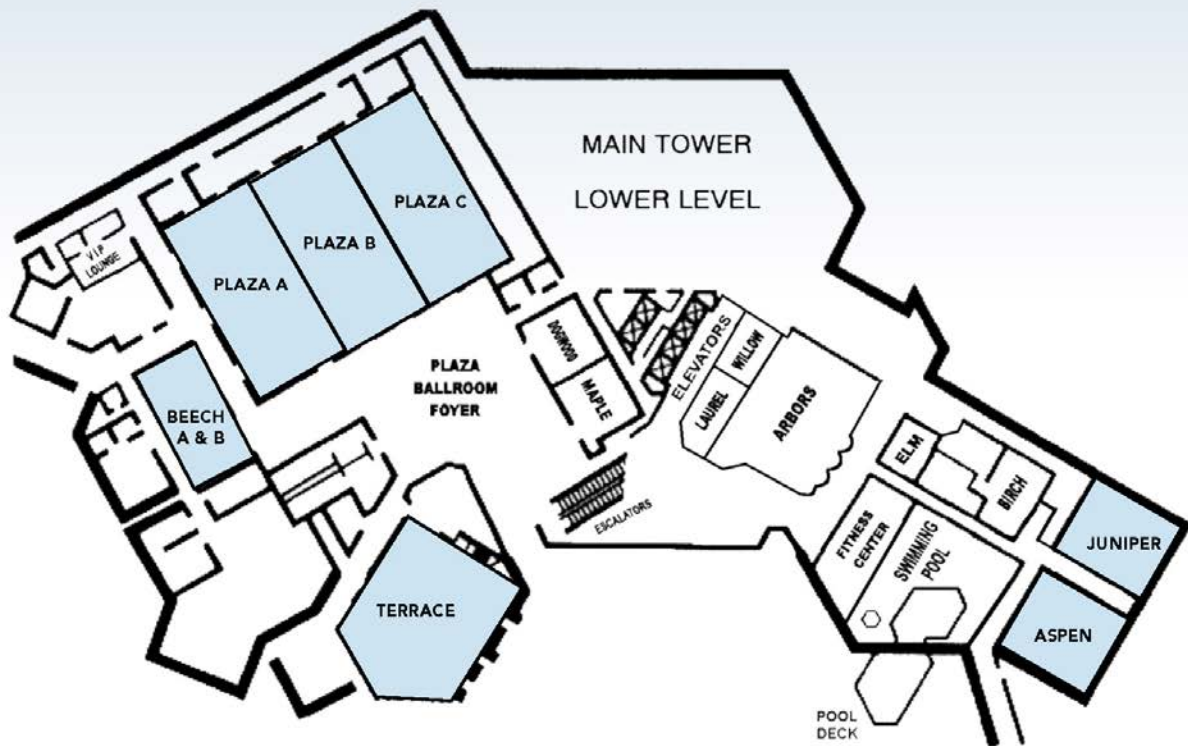 MAIN TOWER
LOWER LEVEL
PLAZA C
PLAZA B
PLAZA A
VIP
LOUNGE
PLAZA
BALLROOM
FOYER
DOGWOOD
MAPLE
ELEVATORS
WILLOW
LAUREL
ARBORS
BEECH
A & B
ESCALATORS
ELM
BIRCH
FITNESS
CENTER
SWIMMING
POOL
JUNIPER
ASPEN
TERRACE
POOL
DECK